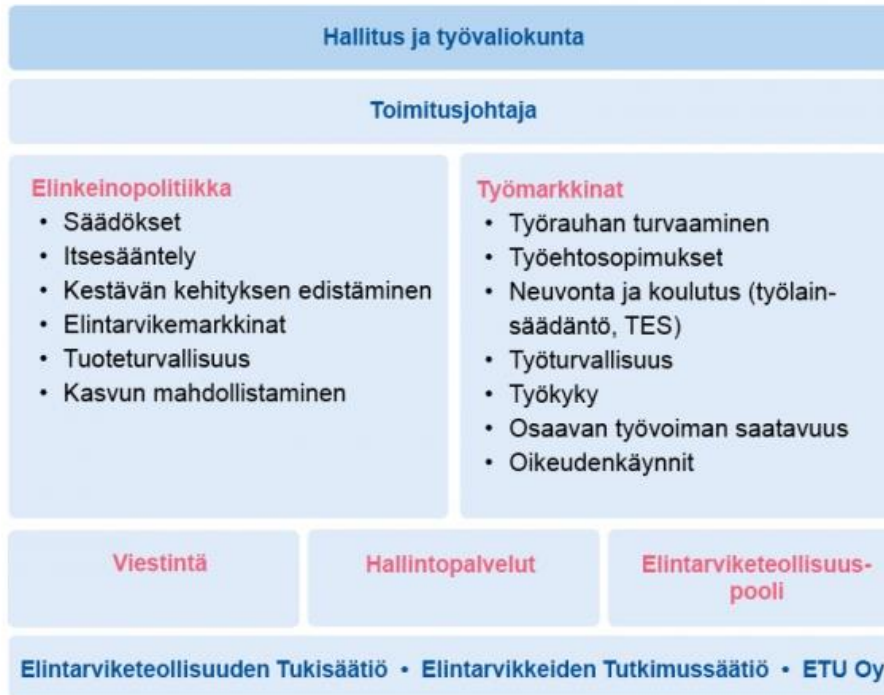 Hallitus ja työvaliokunta
Toimitusjohtaja
Elinkeinopolitiikka
• Säädökset
• Itsesääntely
• Kestävän kehityksen edistäminen
• Elintarvikemarkkinat
• Tuoteturvallisuus
• Kasvun mahdollistaminen
Työmarkkinat
• Työrauhan turvaaminen
• Työehtosopimukset
• Neuvonta ja koulutus (työlain-
säädäntö, TES)
• Työturvallisuus
• Työkyky
• Osaavan työvoiman saatavuus
• Oikeudenkäynnit
Viestintä
Hallintopalvelut
Elintarviketeollisuus-
pooli
Elintarviketeollisuuden Tukisäätiö • Elintarvikkeiden Tutkimussäätiö • ETU Oy